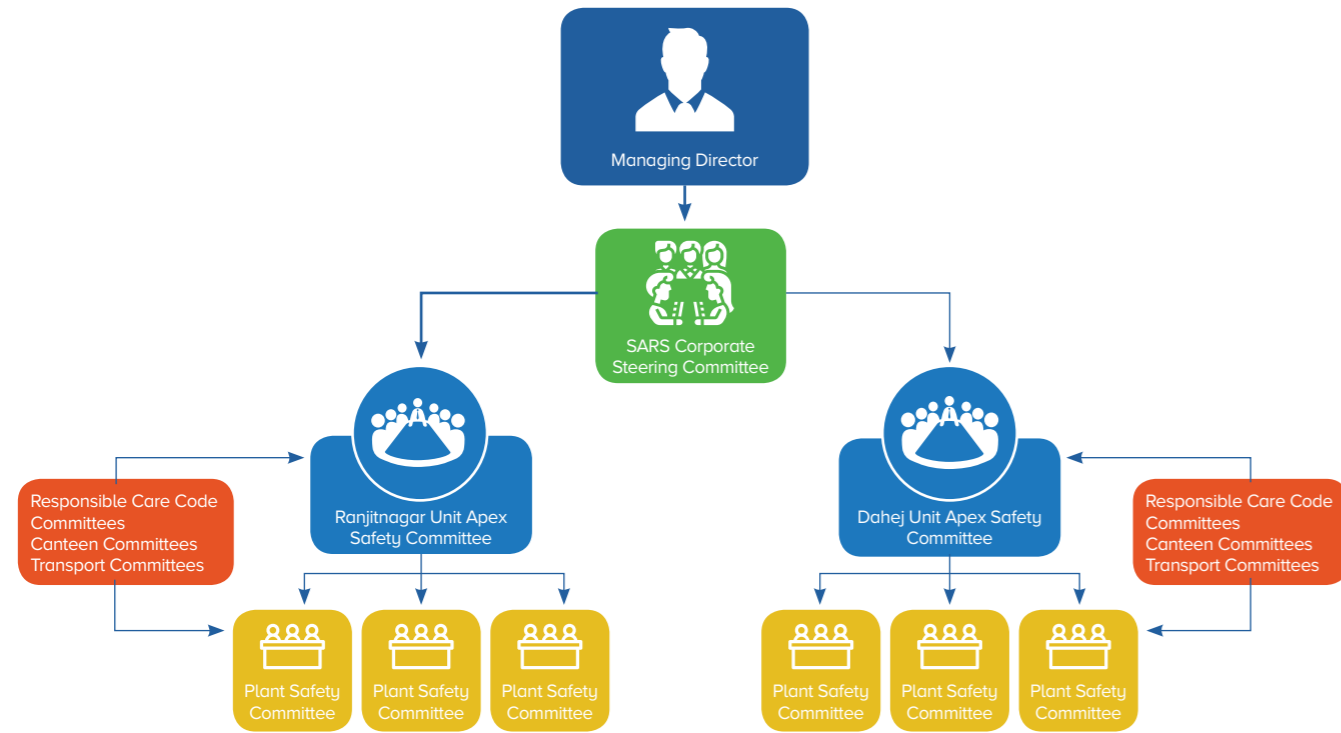 Managing Director
SARS Corporate
Steering Committee
Ranjitnagar Unit Apex
Safety Committee
Dahej Unit Apex Safety
Committee
Responsible Care Code
Committees
Canteen Committees
Transport Committees
Responsible Care Code
Committees
Canteen Committees
Transport Committees
Plant Safety
Committee
Plant Safety
Committee
Plant Safety
Committee
Plant Safety
Committee
Plant Safety
Committee
Plant Safety
Committee